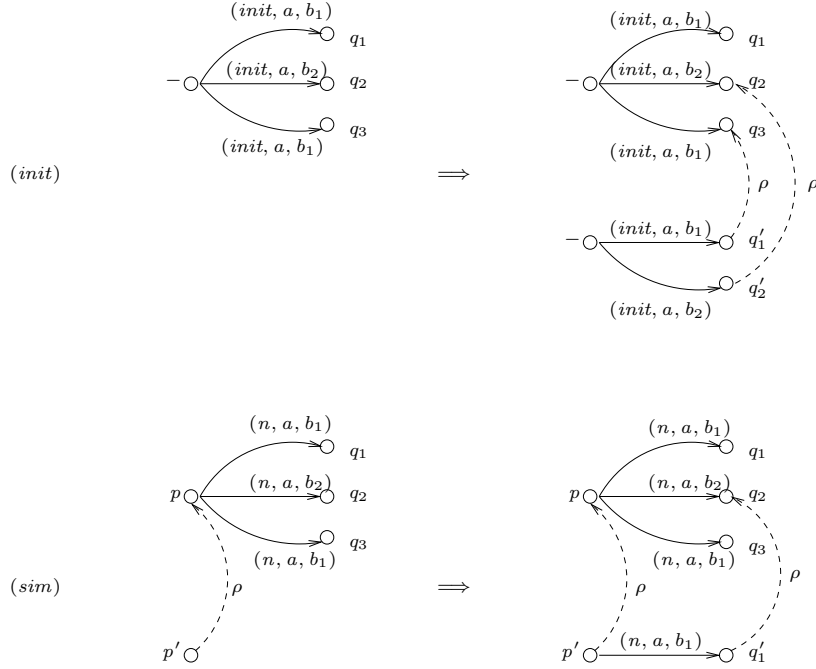 (init, a, b₁) (init, a, b₁)
q₁ q₁
− (init, a, b₂) q₂ − (init, a, b₂) q₂
q₃ q₃
(init, a, b₁) (init, a, b₁)
(init) ⟹ ρ ρ
− (init, a, b₁) q′₁
q′₂
(init, a, b₂)
(n, a, b₁) (n, a, b₁)
q₁ q₁
p (n, a, b₂) q₂ p (n, a, b₂) q₂
q₃ q₃
(n, a, b₁) (n, a, b₁)
(sim) ρ ⟹ ρ ρ
p′ p′ (n, a, b₁) q′₁